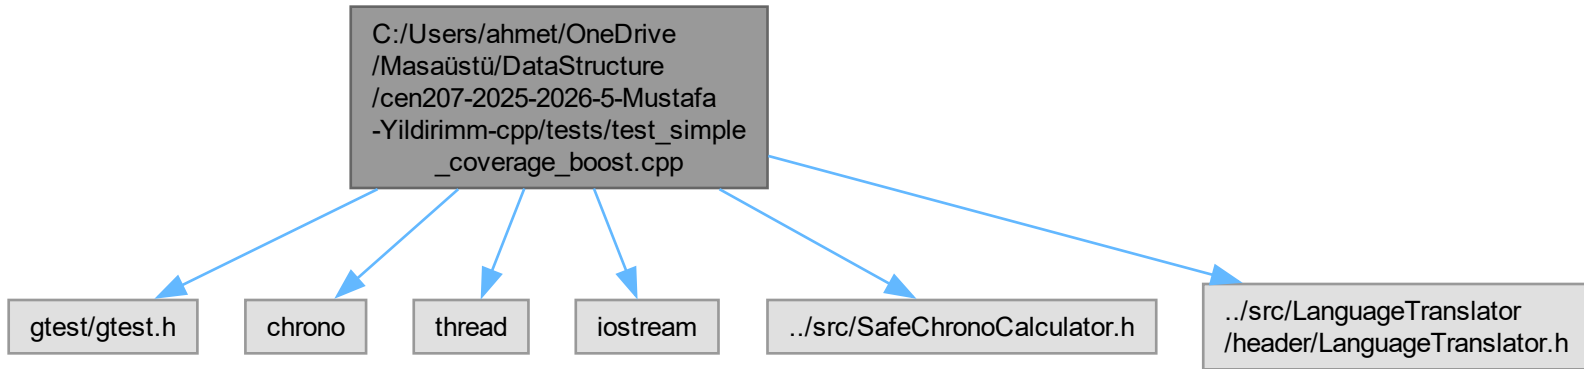 C:/Users/ahmet/OneDrive
/Masaüstü/DataStructure
/cen207-2025-2026-5-Mustafa
-Yildirimm-cpp/tests/test_simple
_coverage_boost.cpp
gtest/gtest.h
chrono
thread
iostream
../src/SafeChronoCalculator.h
../src/LanguageTranslator
/header/LanguageTranslator.h